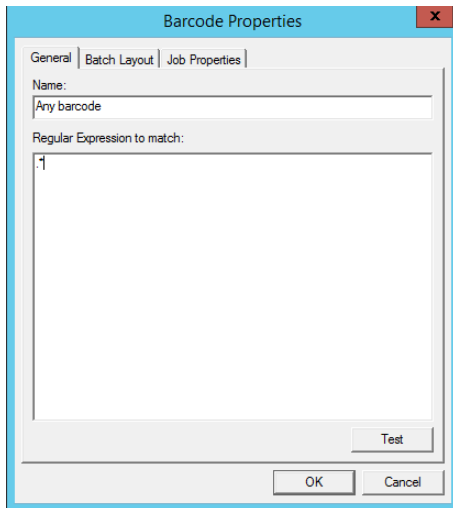 Barcode Properties
x
General Batch Layout Job Properties
Name:
Any barcode
Regular Expression to match:
.*
Test
OK Cancel